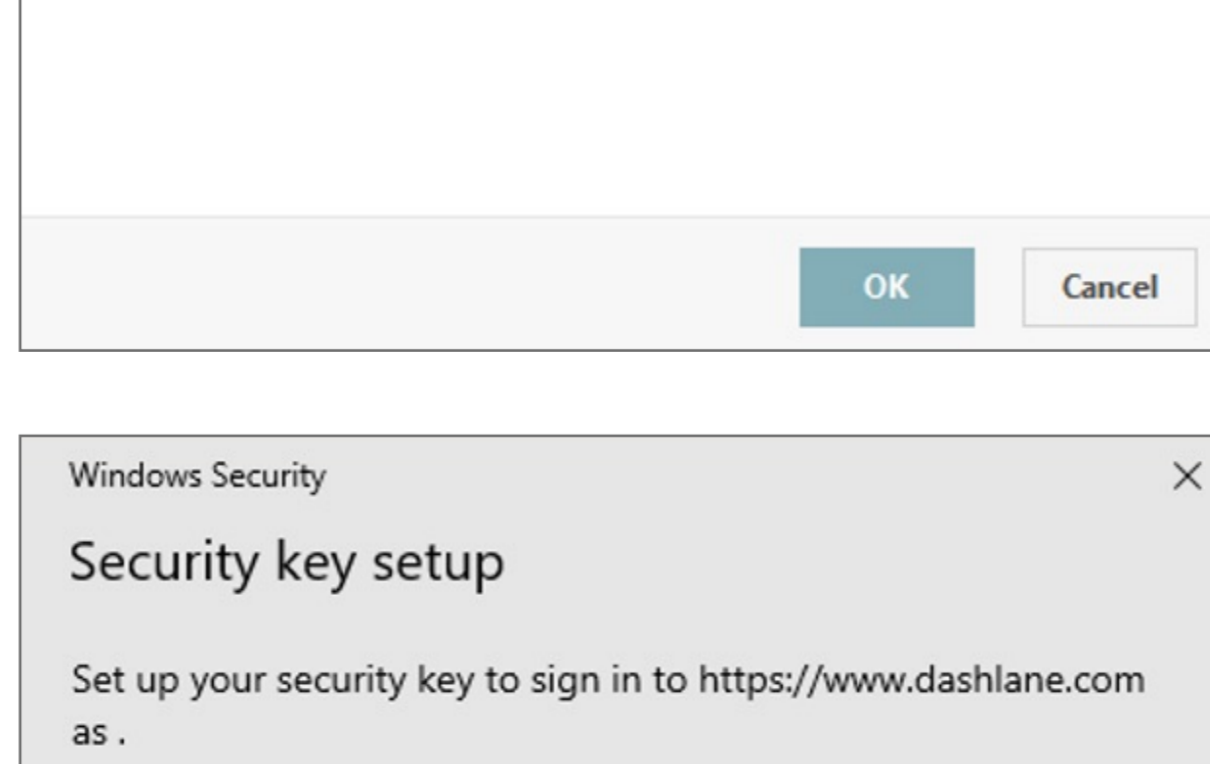 OK Cancel
Windows Security
Security key setup
Set up your security key to sign in to https://www.dashlane.com
as .